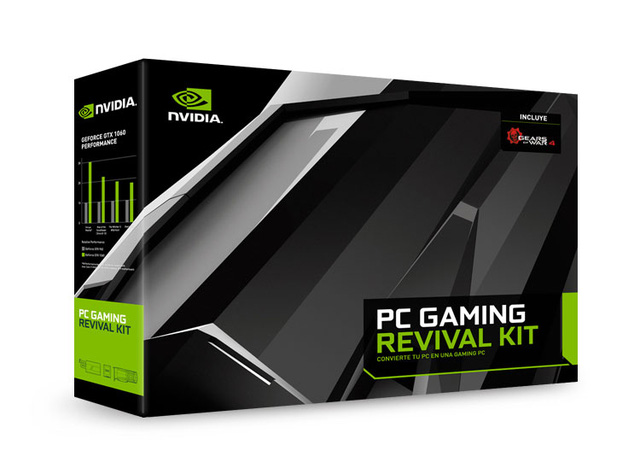 NVIDIA.
GEFORCE GTX 1060
PERFORMANCE
PC GAMING
REVIVAL KIT
NVIDIA.
INCLUYE
GEARS
OF WAR 4
PC GAMING
REVIVAL KIT
CONVIERTE TU PC EN UNA GAMING PC